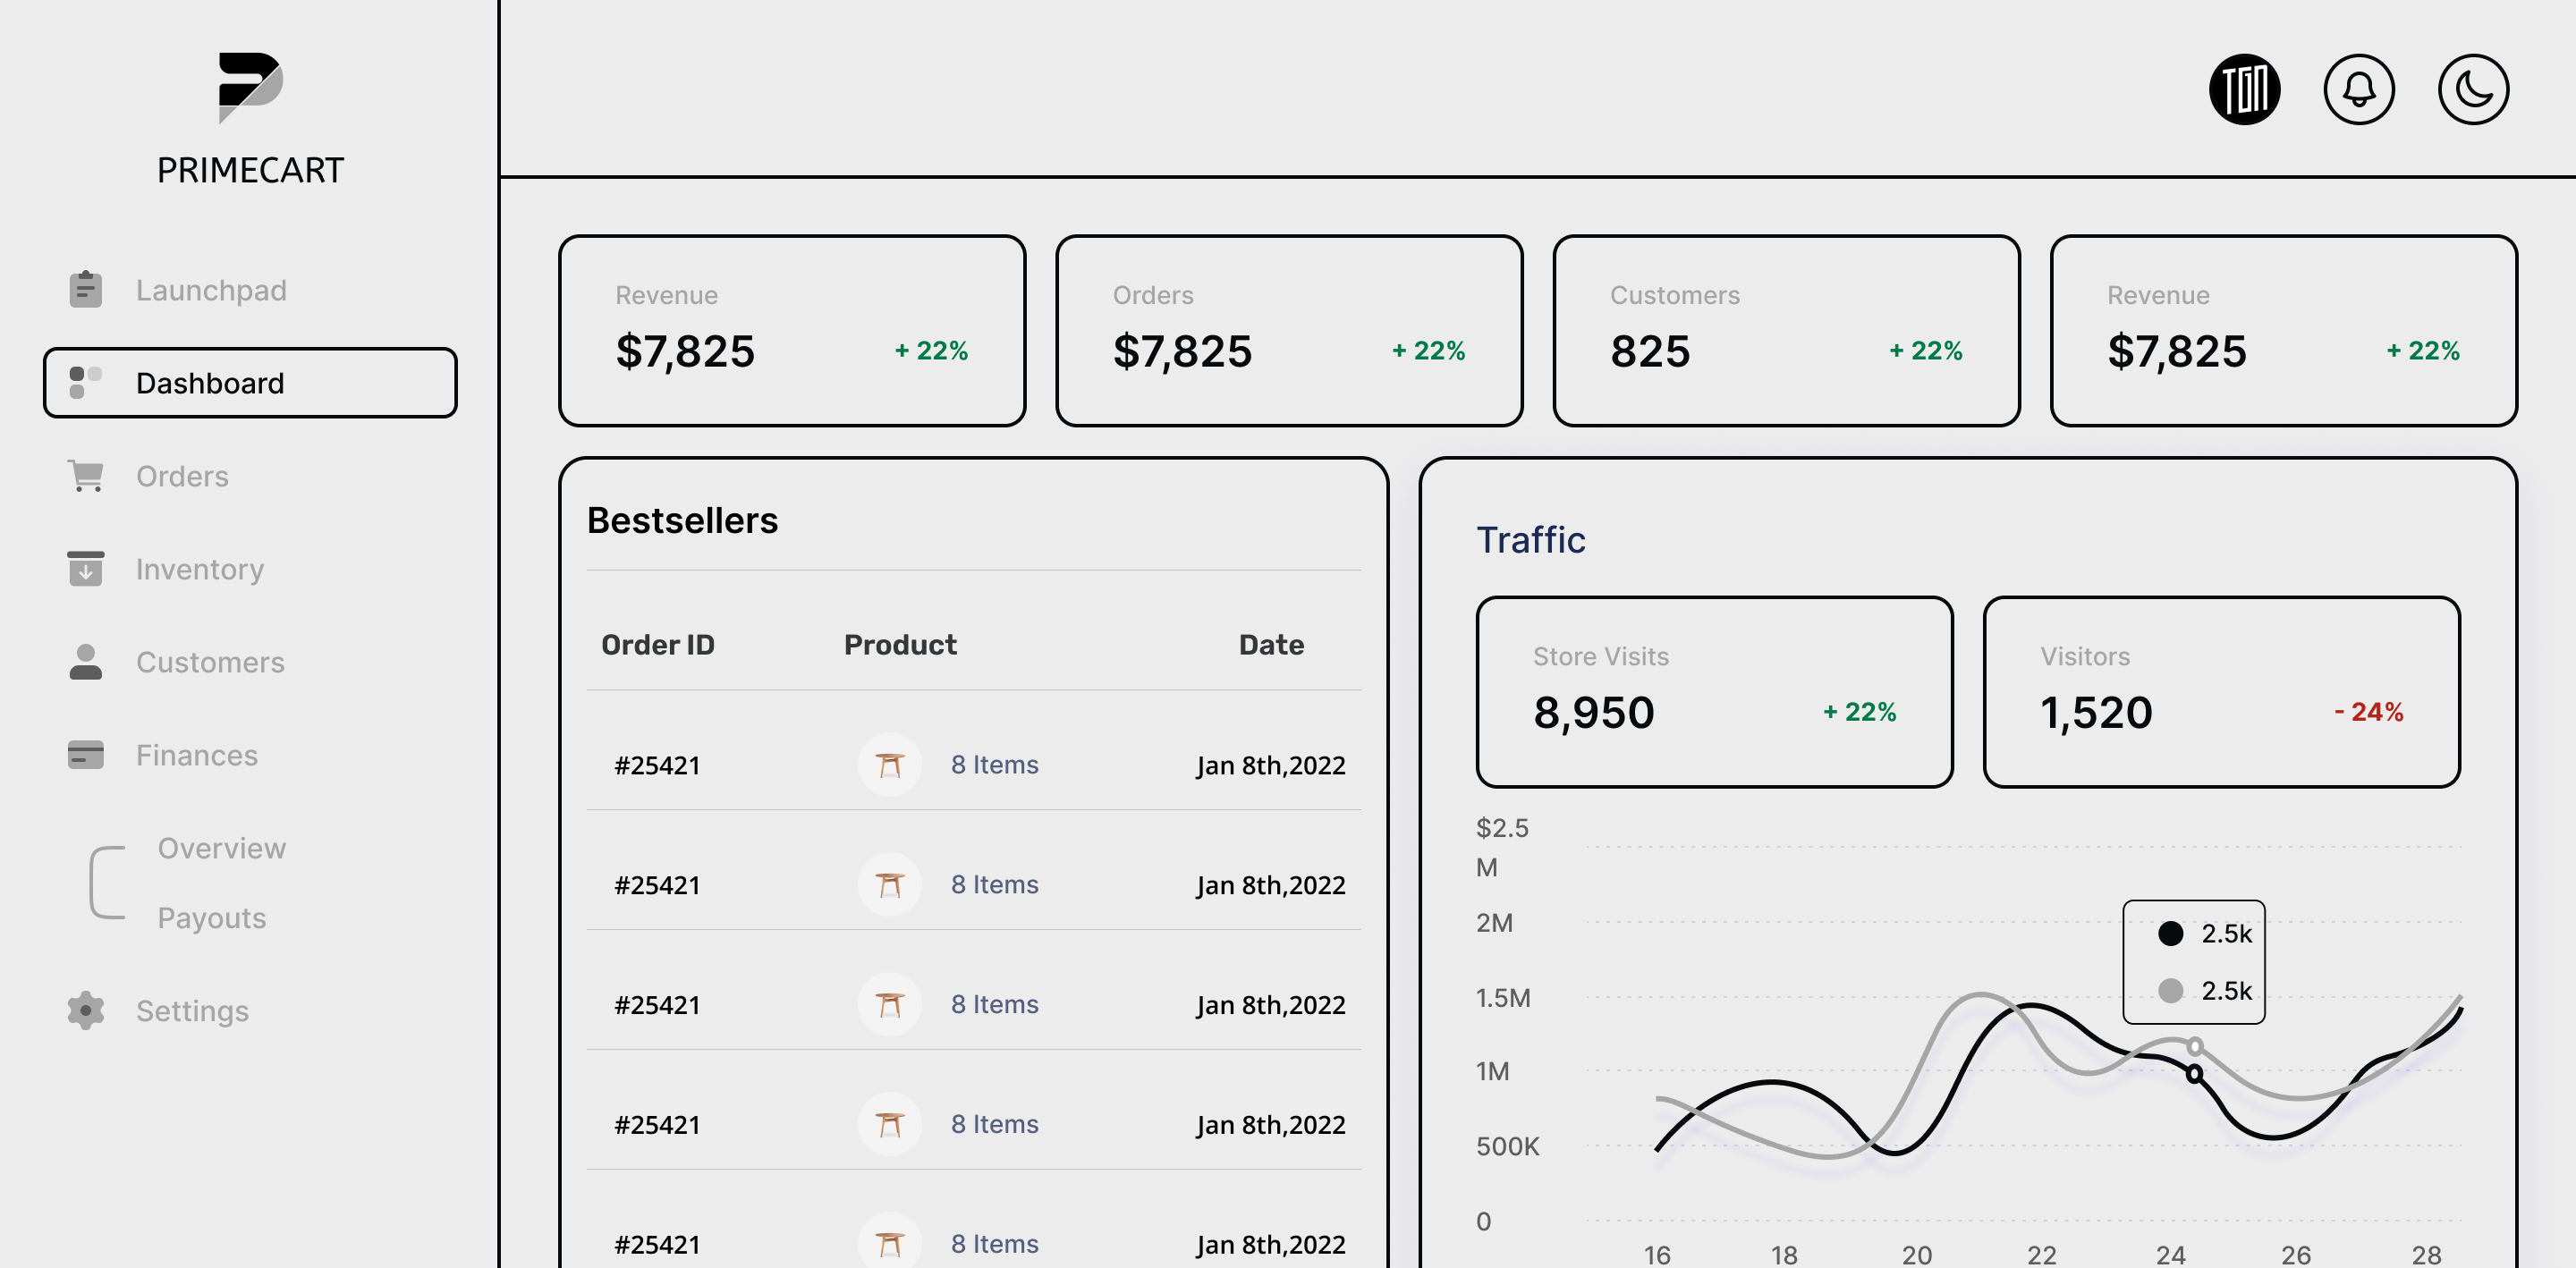 PRIMECART
TGN
Launchpad
Dashboard
Orders
Inventory
Customers
Finances
Overview
Payouts
Settings
Revenue
$7,825
+ 22%
Orders
$7,825
+ 22%
Customers
825
+ 22%
Revenue
$7,825
+ 22%
Bestsellers
Order ID Product Date
#25421 8 Items Jan 8th,2022
#25421 8 Items Jan 8th,2022
#25421 8 Items Jan 8th,2022
#25421 8 Items Jan 8th,2022
#25421 8 Items Jan 8th,2022
Traffic
Store Visits
8,950
+ 22%
Visitors
1,520
- 24%
$2.5
M
2M
1.5M
1M
500K
0
2.5k
2.5k
16 18 20 22 24 26 28